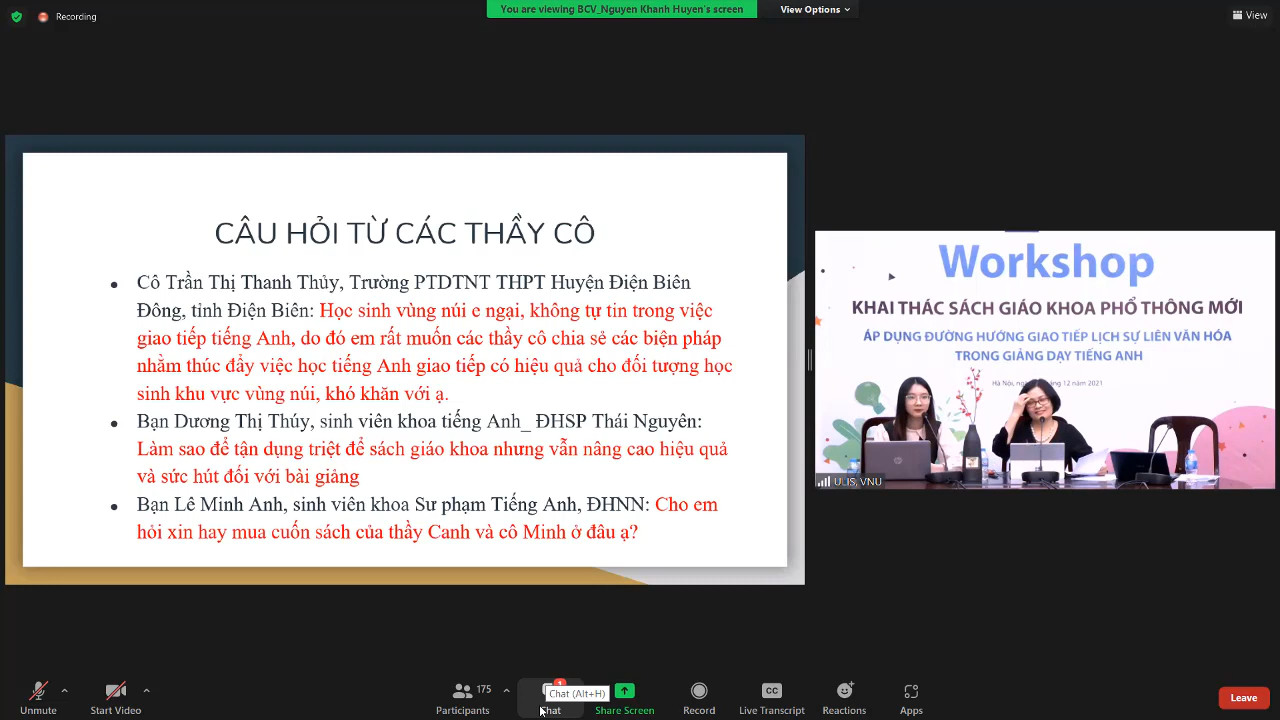 You are viewing BCV_Nguyen Khanh Huyen's screen
View Options
Recording
View
CÂU HỎI TỪ CÁC THẦY CÔ
• Cô Trần Thị Thanh Thủy, Trường PTDTNT THPT Huyện Điện Biên
Đông, tỉnh Điện Biên: Học sinh vùng núi e ngại, không tự tin trong việc
giao tiếp tiếng Anh, do đó em rất muốn các thầy cô chia sẻ các biện pháp
nhằm thúc đẩy việc học tiếng Anh giao tiếp có hiệu quả cho đối tượng học
sinh khu vực vùng núi, khó khăn với ạ.
• Bạn Dương Thị Thúy, sinh viên khoa tiếng Anh_ ĐHSP Thái Nguyên:
Làm sao để tận dụng triệt để sách giáo khoa nhưng vẫn nâng cao hiệu quả
và sức hút đối với bài giảng
• Bạn Lê Minh Anh, sinh viên khoa Sư phạm Tiếng Anh, ĐHNN: Cho em
hỏi xin hay mua cuốn sách của thầy Canh và cô Minh ở đâu ạ?
Workshop
KHAI THÁC SÁCH GIÁO KHOA PHỔ THÔNG MỚI
ÁP DỤNG ĐƯỜNG HƯỚNG GIAO TIẾP LỊCH SỰ LIÊN VĂN HÓA
TRONG GIẢNG DẠY TIẾNG ANH
Hà Nội, 12 năm 2021
ULIS, VNU
Unmute
Start Video
175
Participants
1
Chat (Alt+H)
Chat
Share Screen
Record
CC
Live Transcript
Reactions
Apps
Leave